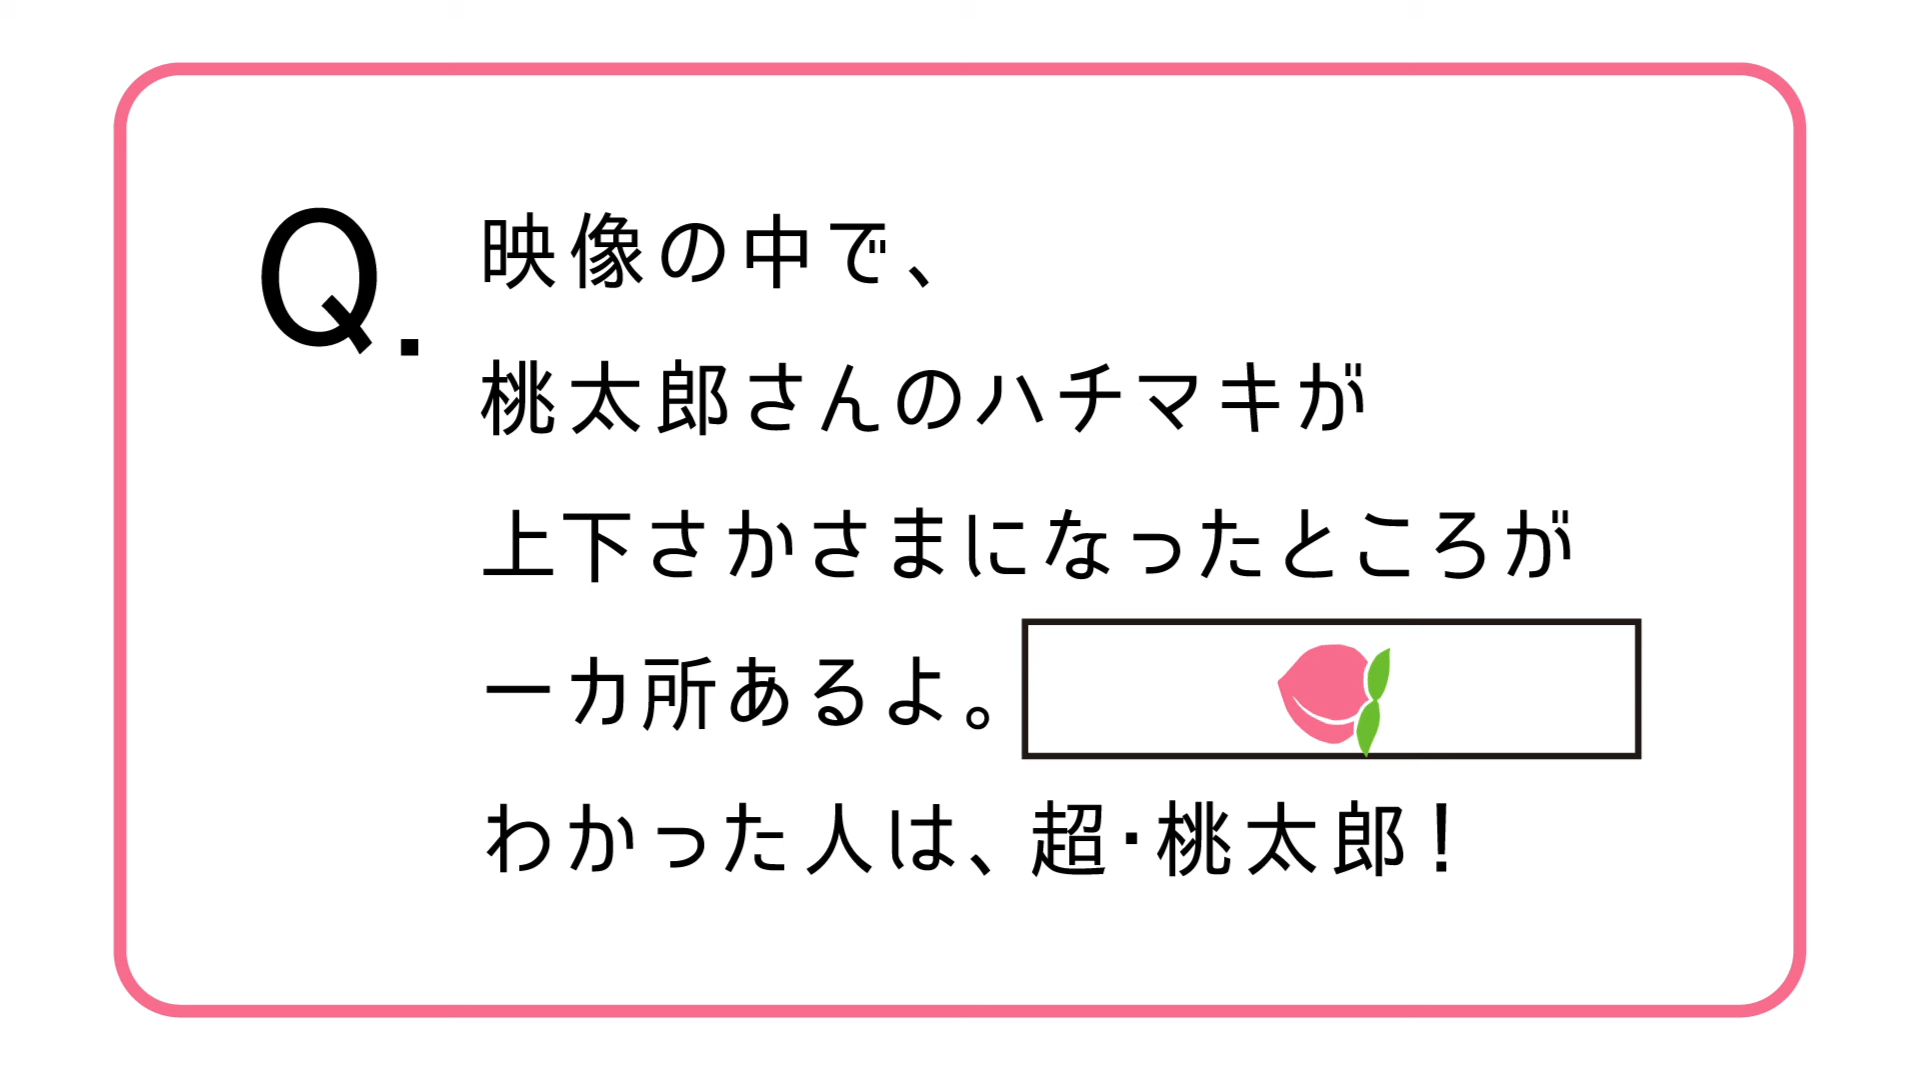 Q. 映像の中で、
桃太郎さんのハチマキが
上下さかさまになったところが
一カ所あるよ。
わかった人は、超・桃太郎！